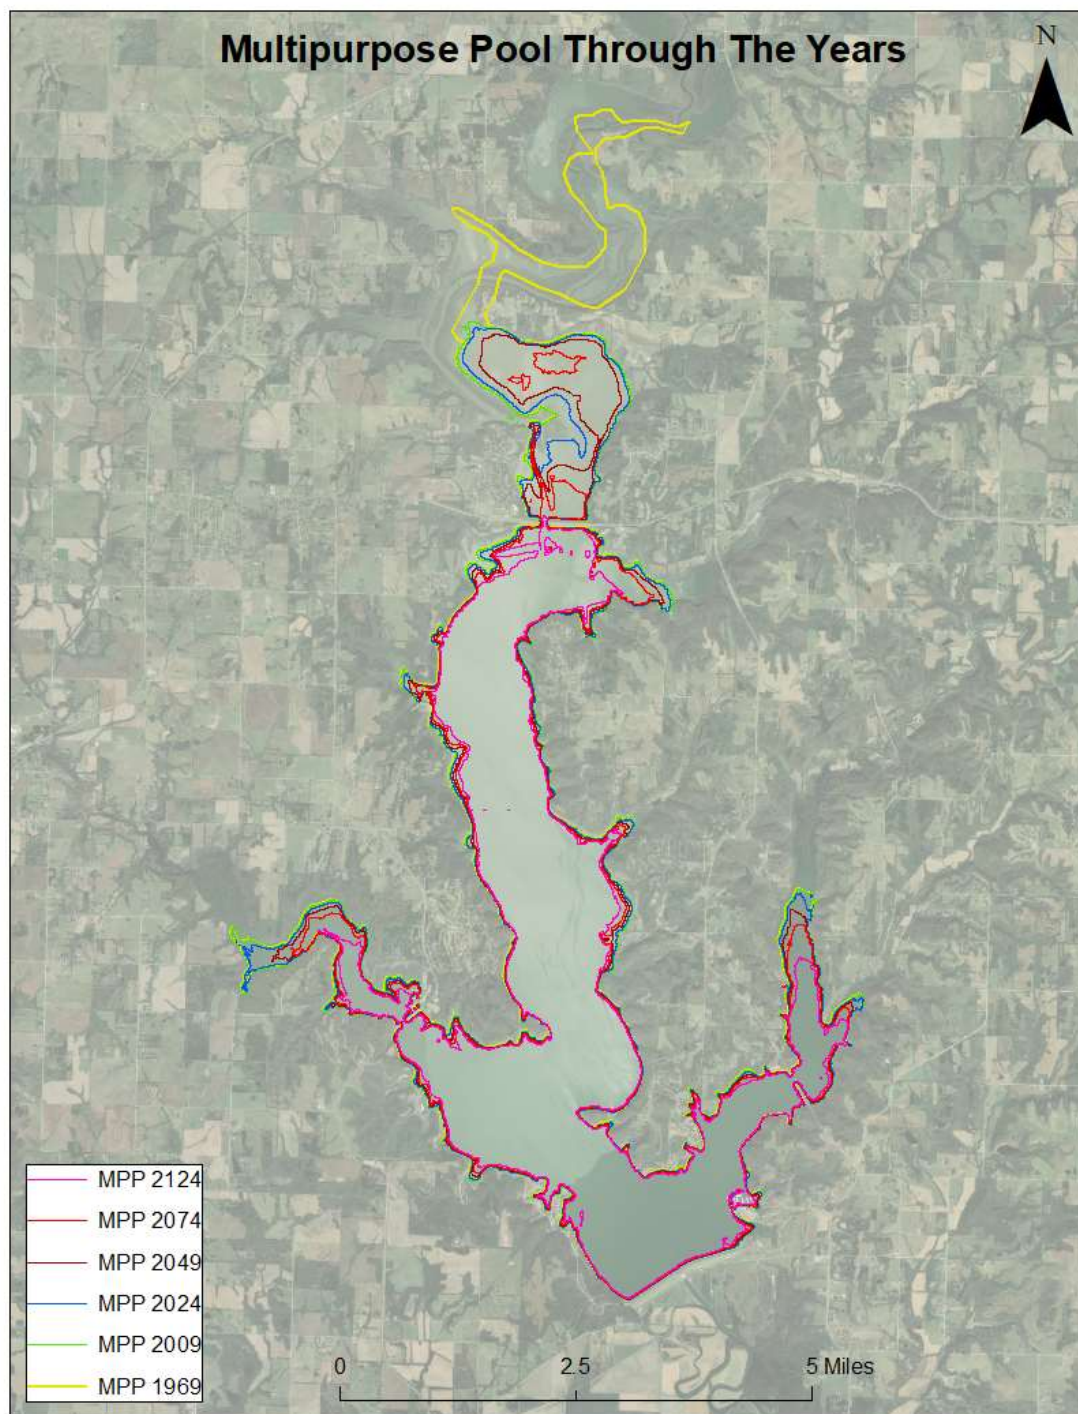 Multipurpose Pool Through The Years
N
MPP 2124
MPP 2074
MPP 2049
MPP 2024
MPP 2009
MPP 1969
0 2.5 5 Miles